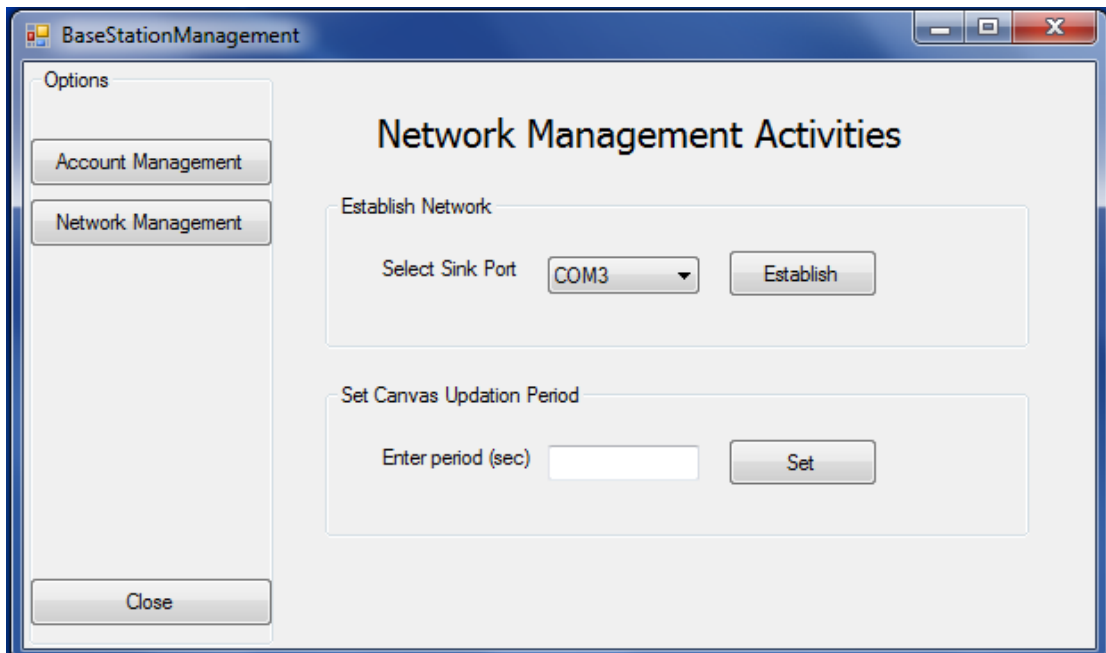 BaseStationManagement
Options
Account Management
Network Management
Close
Network Management Activities
Establish Network
Select Sink Port
COM3
Establish
Set Canvas Updation Period
Enter period (sec)
Set